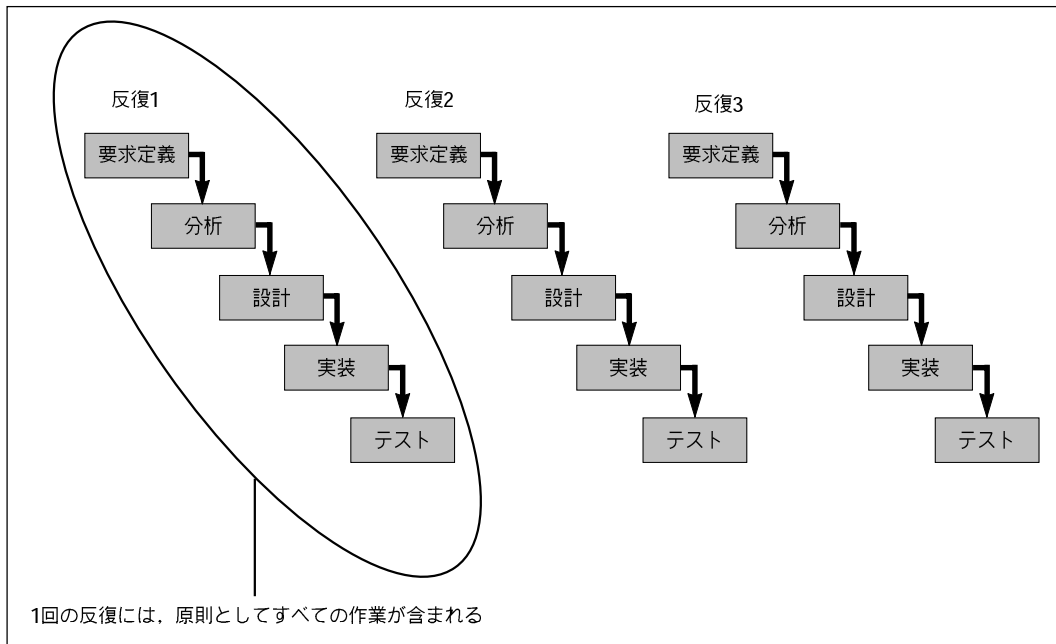 反復1
要求定義
分析
設計
実装
テスト
反復2
要求定義
分析
設計
実装
テスト
反復3
要求定義
分析
設計
実装
テスト
1回の反復には，原則としてすべての作業が含まれる